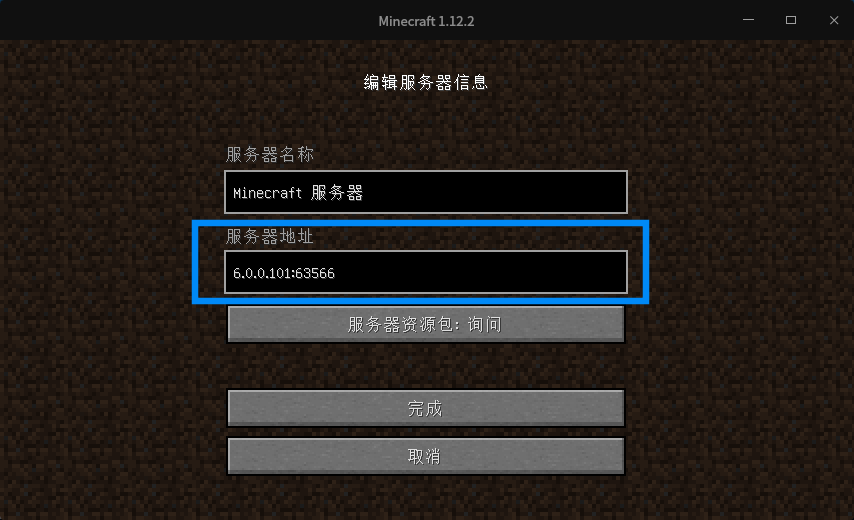 Minecraft 1.12.2
编辑服务器信息
服务器名称
Minecraft 服务器
服务器地址
6.0.0.101:63566
服务器资源包: 询问
完成
取消